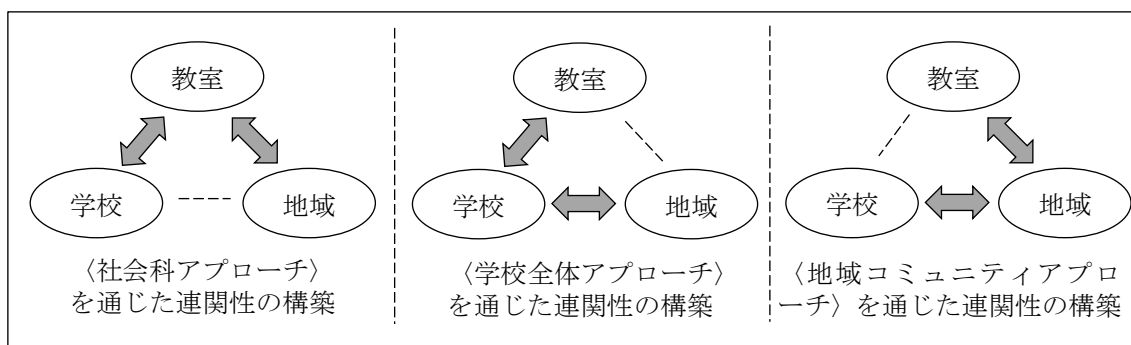 教室
学校
地域
〈社会科アプローチ〉
を通じた連関性の構築
教室
学校
地域
〈学校全体アプローチ〉
を通じた連関性の構築
教室
学校
地域
〈地域コミュニティアプロ
ーチ〉を通じた連関性の構築